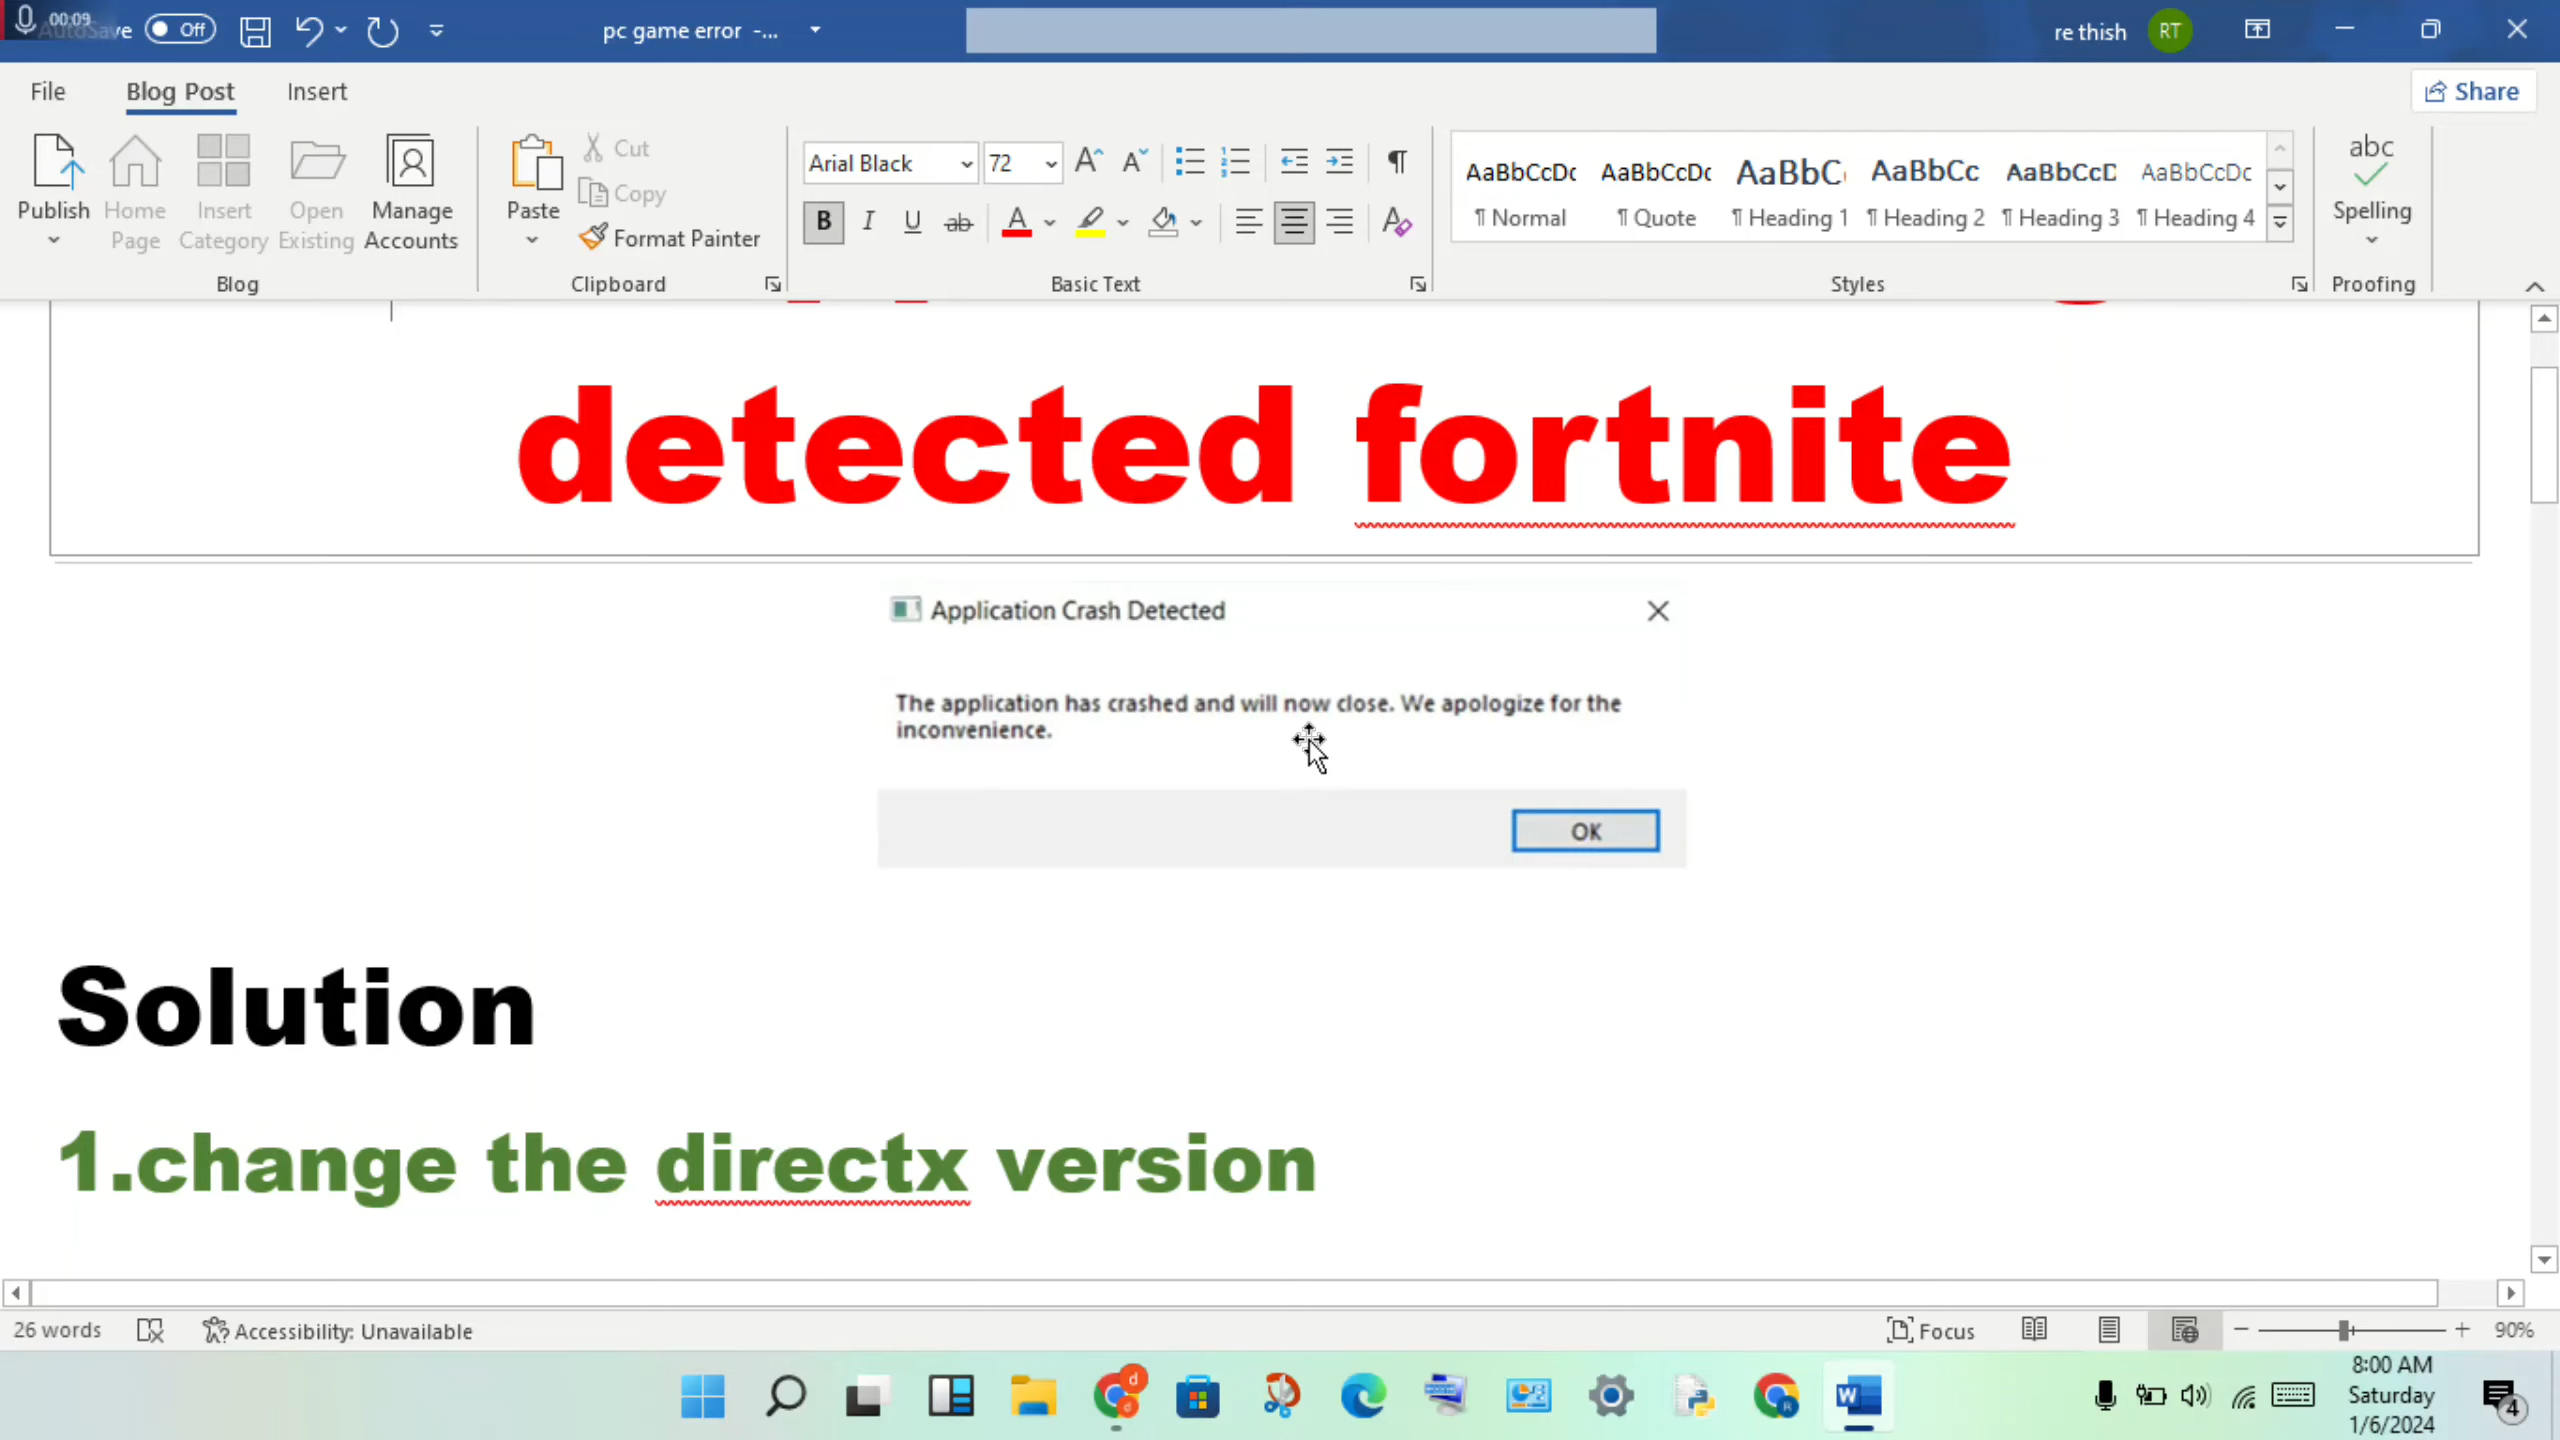 00:09
AutoSave Off
pc game error -...
re thish
RT
File
Blog Post
Insert
Share
Publish
Home Page
Insert Category
Open Existing
Manage Accounts
Paste
Cut
Copy
Format Painter
Arial Black
72
AaBbCcDc
AaBbCcDc
AaBbC
AaBbCc
AaBbCcD
AaBbCcDc
¶ Normal
¶ Quote
¶ Heading 1
¶ Heading 2
¶ Heading 3
¶ Heading 4
abc
Spelling
Blog
Clipboard
Basic Text
Styles
Proofing
detected fortnite
Application Crash Detected
The application has crashed and will now close. We apologize for the
inconvenience.
OK
Solution
1.change the directx version
26 words
Accessibility: Unavailable
Focus
90%
8:00 AM
Saturday
1/6/2024
4